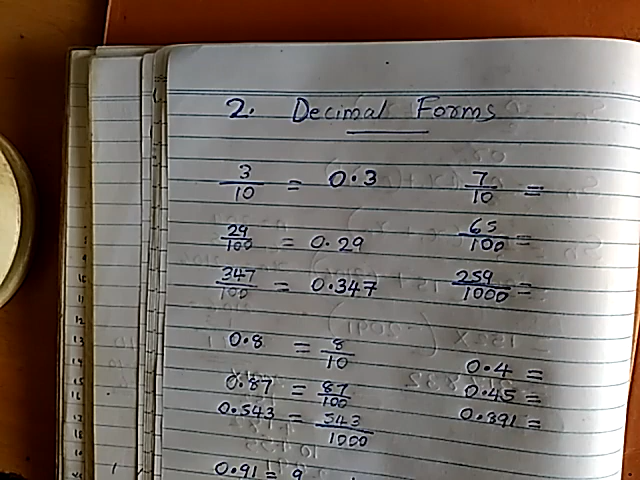 2. Decimal Forms
3/10 = 0.3 7/10 =
29/100 = 0.29 65/100 =
347/100 = 0.347 259/1000 =
0.8 = 8/10 0.4 =
0.87 = 87/100 0.45 =
0.543 = 543/1000 0.391 =
0.91 = 9